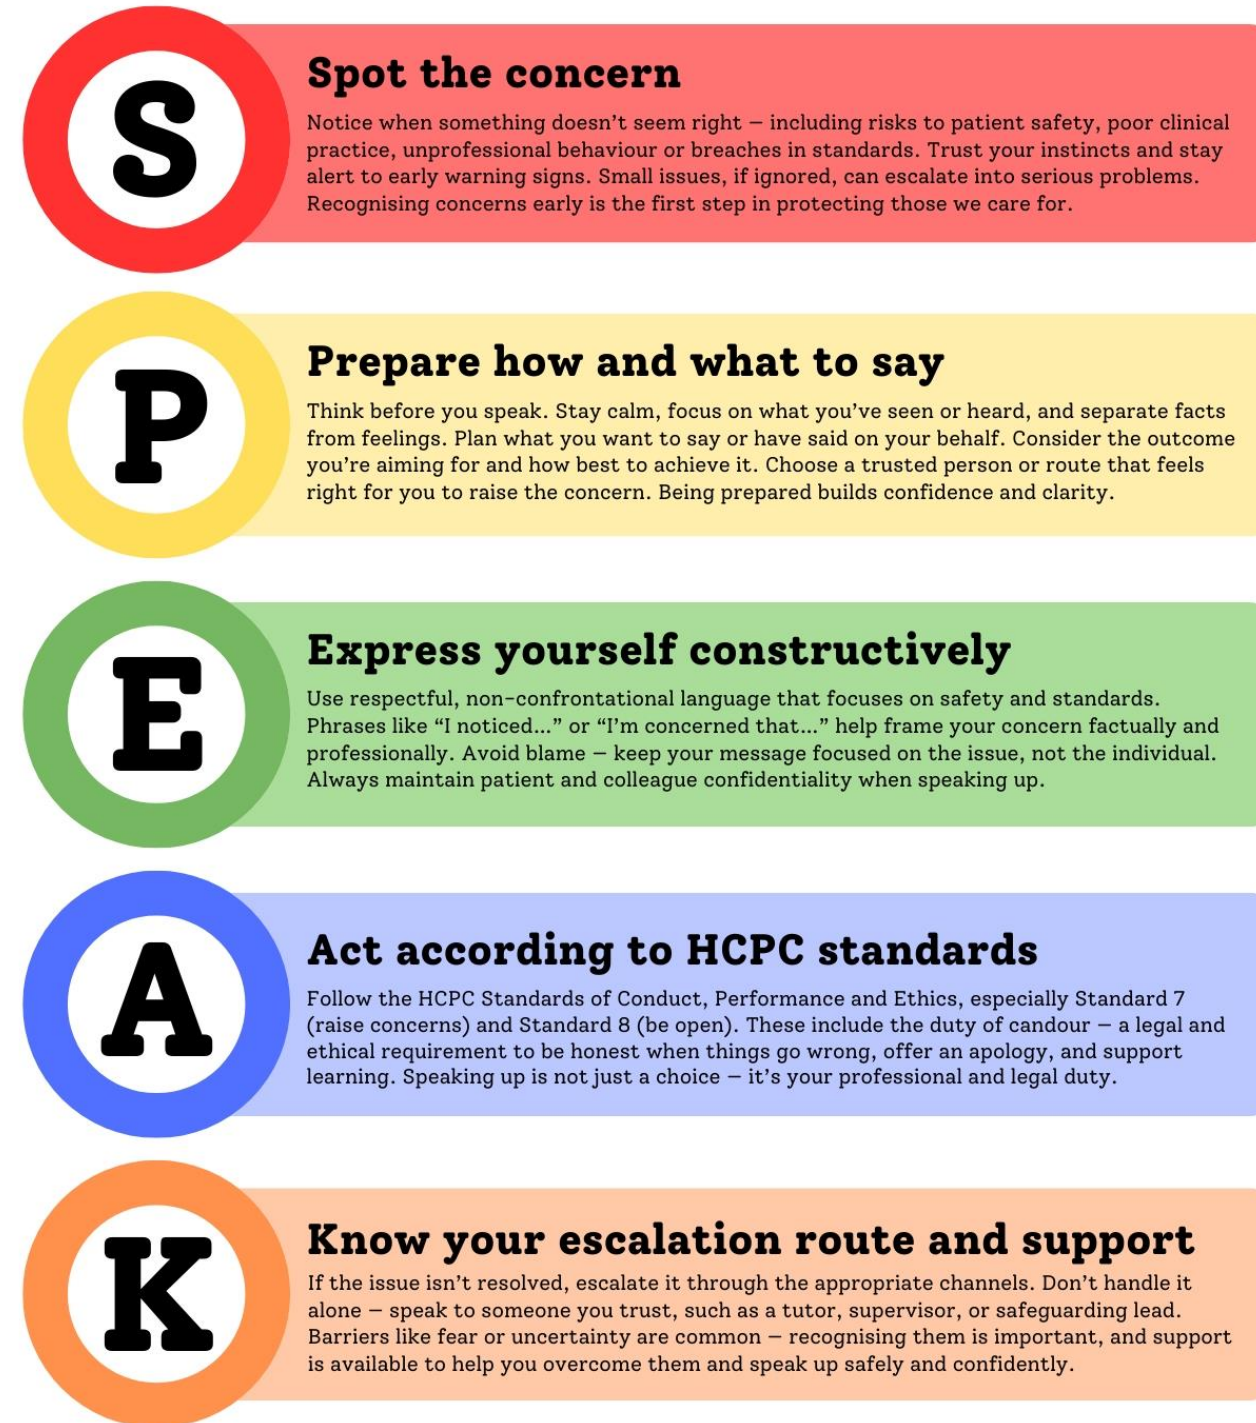 S
Spot the concern
Notice when something doesn’t seem right – including risks to patient safety, poor clinical
practice, unprofessional behaviour or breaches in standards. Trust your instincts and stay
alert to early warning signs. Small issues, if ignored, can escalate into serious problems.
Recognising concerns early is the first step in protecting those we care for.
P
Prepare how and what to say
Think before you speak. Stay calm, focus on what you’ve seen or heard, and separate facts
from feelings. Plan what you want to say or have said on your behalf. Consider the outcome
you’re aiming for and how best to achieve it. Choose a trusted person or route that feels
right for you to raise the concern. Being prepared builds confidence and clarity.
E
Express yourself constructively
Use respectful, non-confrontational language that focuses on safety and standards.
Phrases like “I noticed...” or “I’m concerned that...” help frame your concern factually and
professionally. Avoid blame – keep your message focused on the issue, not the individual.
Always maintain patient and colleague confidentiality when speaking up.
A
Act according to HCPC standards
Follow the HCPC Standards of Conduct, Performance and Ethics, especially Standard 7
(raise concerns) and Standard 8 (be open). These include the duty of candour – a legal and
ethical requirement to be honest when things go wrong, offer an apology, and support
learning. Speaking up is not just a choice – it’s your professional and legal duty.
K
Know your escalation route and support
If the issue isn’t resolved, escalate it through the appropriate channels. Don’t handle it
alone – speak to someone you trust, such as a tutor, supervisor, or safeguarding lead.
Barriers like fear or uncertainty are common – recognising them is important, and support
is available to help you overcome them and speak up safely and confidently.